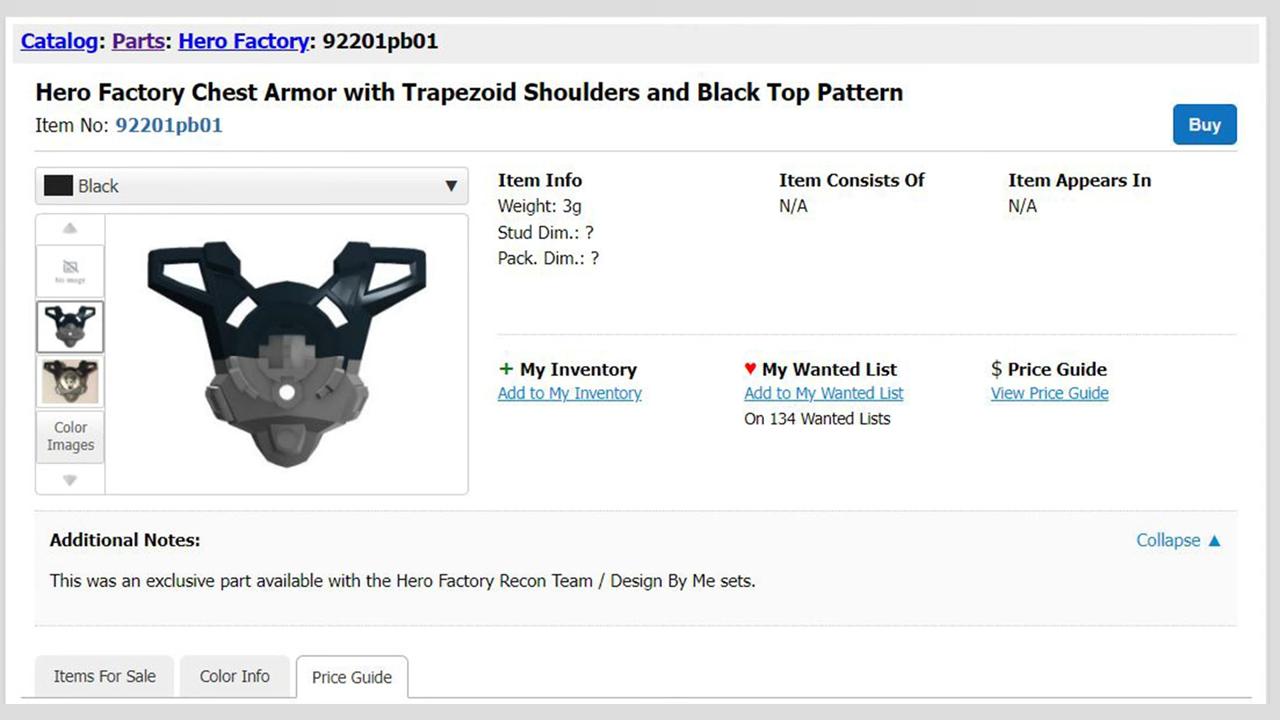 Catalog: Parts: Hero Factory: 92201pb01
Hero Factory Chest Armor with Trapezoid Shoulders and Black Top Pattern
Item No: 92201pb01
Buy
Black
No image
Color
Images
Item Info
Weight: 3g
Stud Dim.: ?
Pack. Dim.: ?
Item Consists Of
N/A
Item Appears In
N/A
+ My Inventory
Add to My Inventory
♥ My Wanted List
Add to My Wanted List
On 134 Wanted Lists
$ Price Guide
View Price Guide
Additional Notes:
Collapse ▲
This was an exclusive part available with the Hero Factory Recon Team / Design By Me sets.
Items For Sale
Color Info
Price Guide